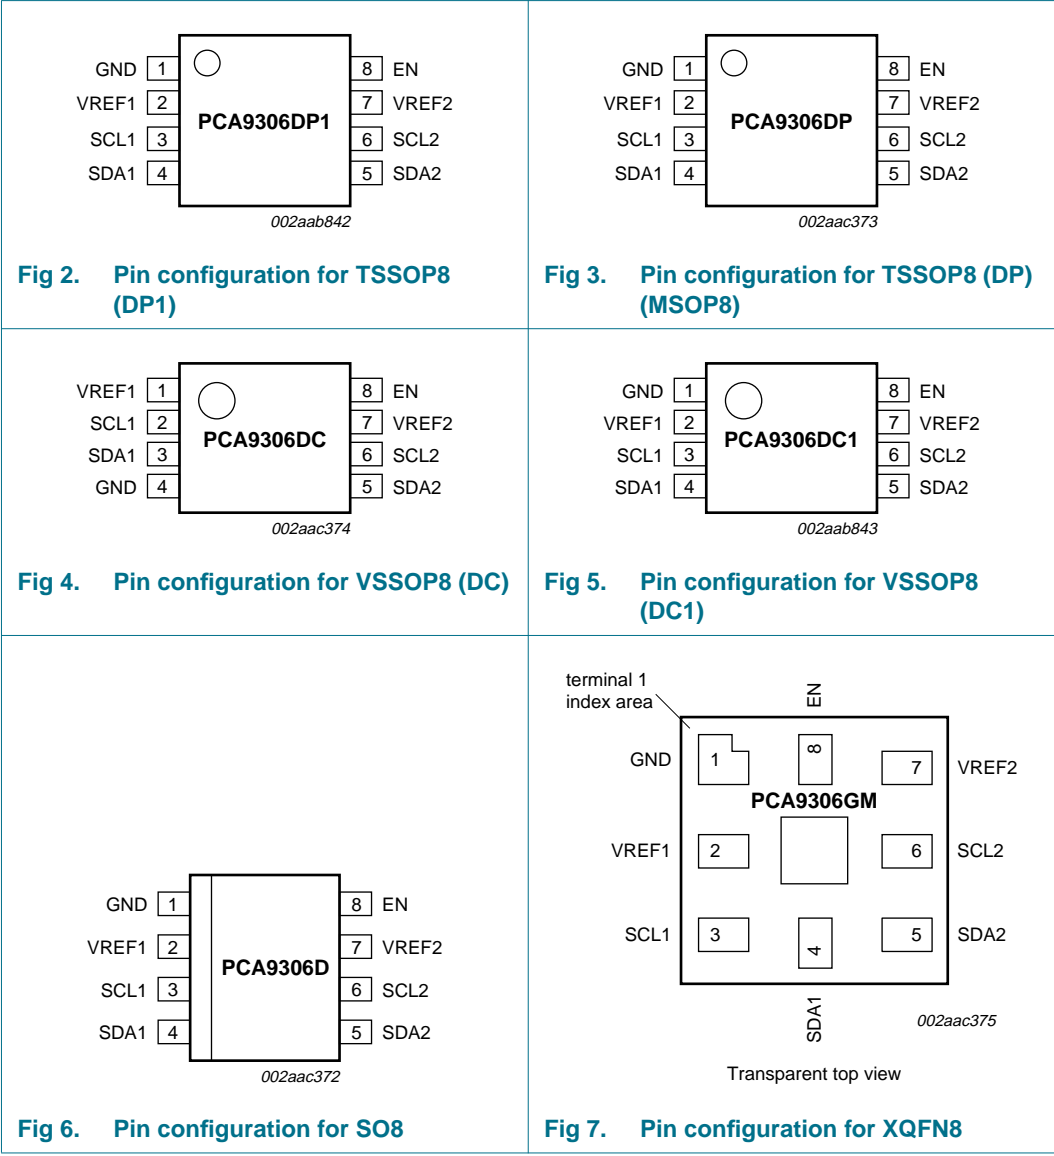 GND 1 8 EN
VREF1 2 7 VREF2
PCA9306DP1
SCL1 3 6 SCL2
SDA1 4 5 SDA2
002aab842
Fig 2. Pin configuration for TSSOP8
(DP1)
GND 1 8 EN
VREF1 2 7 VREF2
PCA9306DP
SCL1 3 6 SCL2
SDA1 4 5 SDA2
002aac373
Fig 3. Pin configuration for TSSOP8 (DP)
(MSOP8)
VREF1 1 8 EN
SCL1 2 7 VREF2
PCA9306DC
SDA1 3 6 SCL2
GND 4 5 SDA2
002aac374
Fig 4. Pin configuration for VSSOP8 (DC)
GND 1 8 EN
VREF1 2 7 VREF2
PCA9306DC1
SCL1 3 6 SCL2
SDA1 4 5 SDA2
002aab843
Fig 5. Pin configuration for VSSOP8
(DC1)
GND 1 8 EN
VREF1 2 7 VREF2
PCA9306D
SCL1 3 6 SCL2
SDA1 4 5 SDA2
002aac372
Fig 6. Pin configuration for SO8
terminal 1
index area
EN
GND 1 8 7 VREF2
PCA9306GM
VREF1 2 6 SCL2
SCL1 3 4 5 SDA2
SDA1
002aac375
Transparent top view
Fig 7. Pin configuration for XQFN8